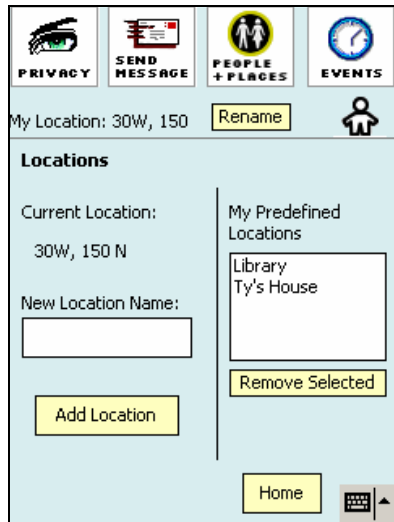 PRIVACY
SEND
MESSAGE
PEOPLE
+PLACES
EVENTS
My Location: 30W, 150
Rename
Locations
Current Location:
30W, 150 N
New Location Name:
Add Location
My Predefined
Locations
Library
Ty's House
Remove Selected
Home